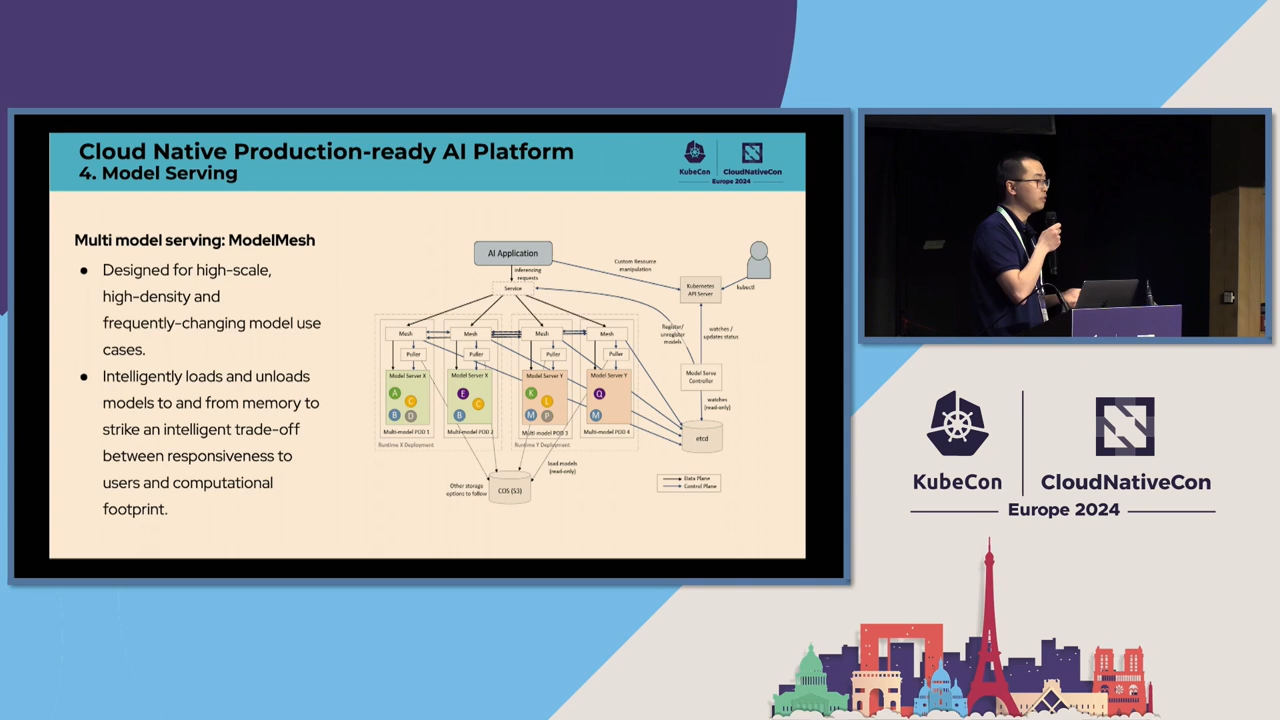 Cloud Native Production-ready AI Platform
4. Model Serving
KubeCon
CloudNativeCon
Europe 2024
Multi model serving: ModelMesh
● Designed for high-scale,
high-density and
frequently-changing model use
cases.
● Intelligently loads and unloads
models to and from memory to
strike an intelligent trade-off
between responsiveness to
users and computational
footprint.
AI Application
inferencing
requests
Custom Resource
manipulation
Service
Kubernetes
API Server
kubectl
Mesh
Mesh
Mesh
Mesh
Register/
unregister
models
watches /
updates status
Puller
Puller
Puller
Puller
Model Server X
Model Server X
Model Server Y
Model Server Y
Model Serve
Controller
A
C
B
D
E
C
B
K
L
M
P
Q
M
watches
(read-only)
Multi-model POD 1
Multi-model POD 2
Multi-model POD 3
Multi-model POD 4
Runtime X Deployment
Runtime Y Deployment
etcd
load models
(read-only)
Other storage
options to follow
COS (S3)
Data Plane
Control Plane
KubeCon
CloudNativeCon
Europe 2024